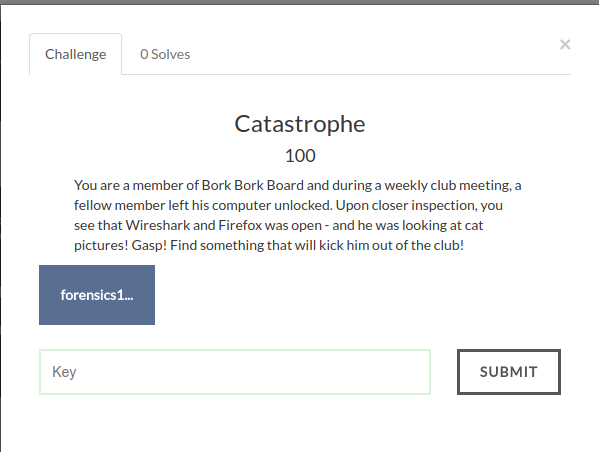 Challenge
0 Solves
×
Catastrophe
100
You are a member of Bork Bork Board and during a weekly club meeting, a
fellow member left his computer unlocked. Upon closer inspection, you
see that Wireshark and Firefox was open - and he was looking at cat
pictures! Gasp! Find something that will kick him out of the club!
forensics1...
Key
SUBMIT